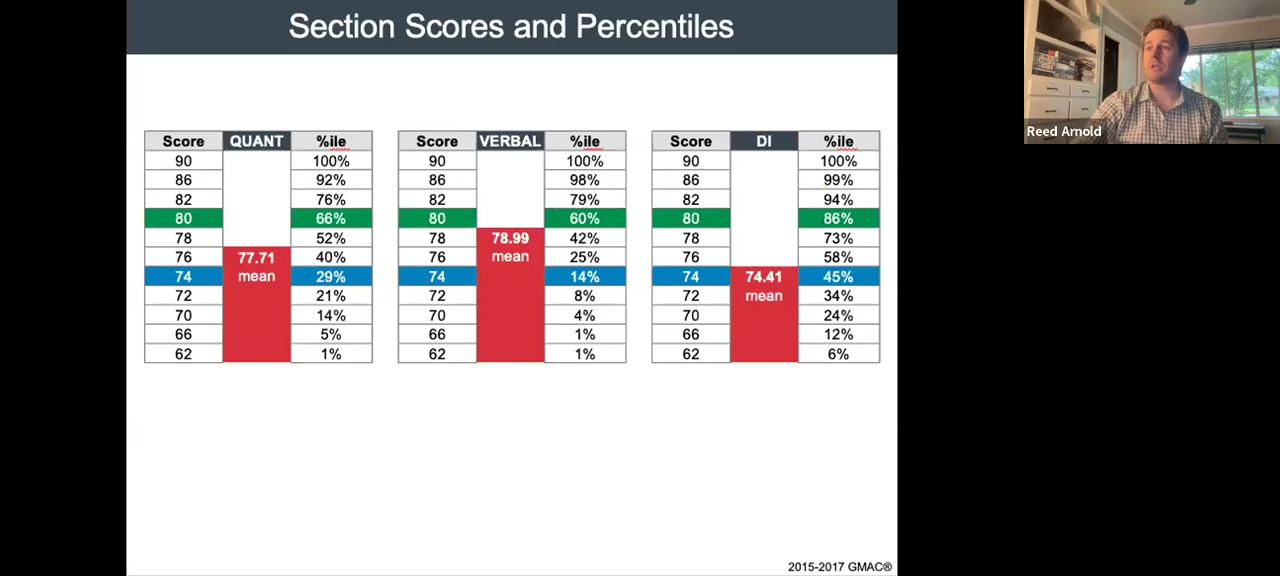 Section Scores and Percentiles
Reed Arnold
Score QUANT %ile
90 100%
86 92%
82 76%
80 66%
78 52%
76 77.71 40%
74 mean 29%
72 21%
70 14%
66 5%
62 1%
Score VERBAL %ile
90 100%
86 98%
82 79%
80 60%
78 78.99 42%
76 mean 25%
74 14%
72 8%
70 4%
66 1%
62 1%
Score DI %ile
90 100%
86 99%
82 94%
80 86%
78 73%
76 58%
74 74.41 45%
72 mean 34%
70 24%
66 12%
62 6%
2015-2017 GMAC®